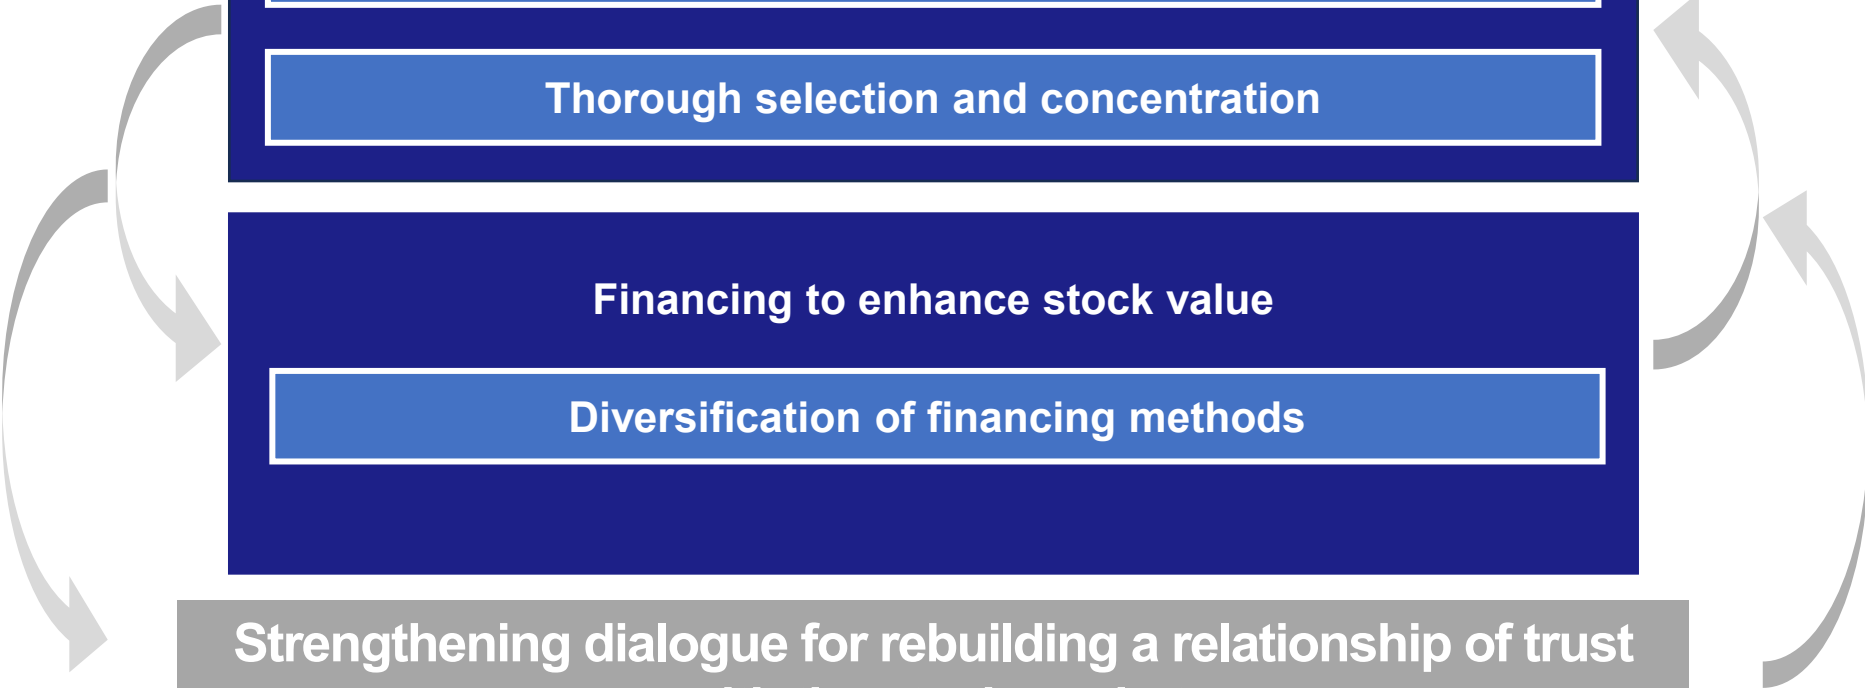 Thorough selection and concentration
Financing to enhance stock value
Diversification of financing methods
Strengthening dialogue for rebuilding a relationship of trust